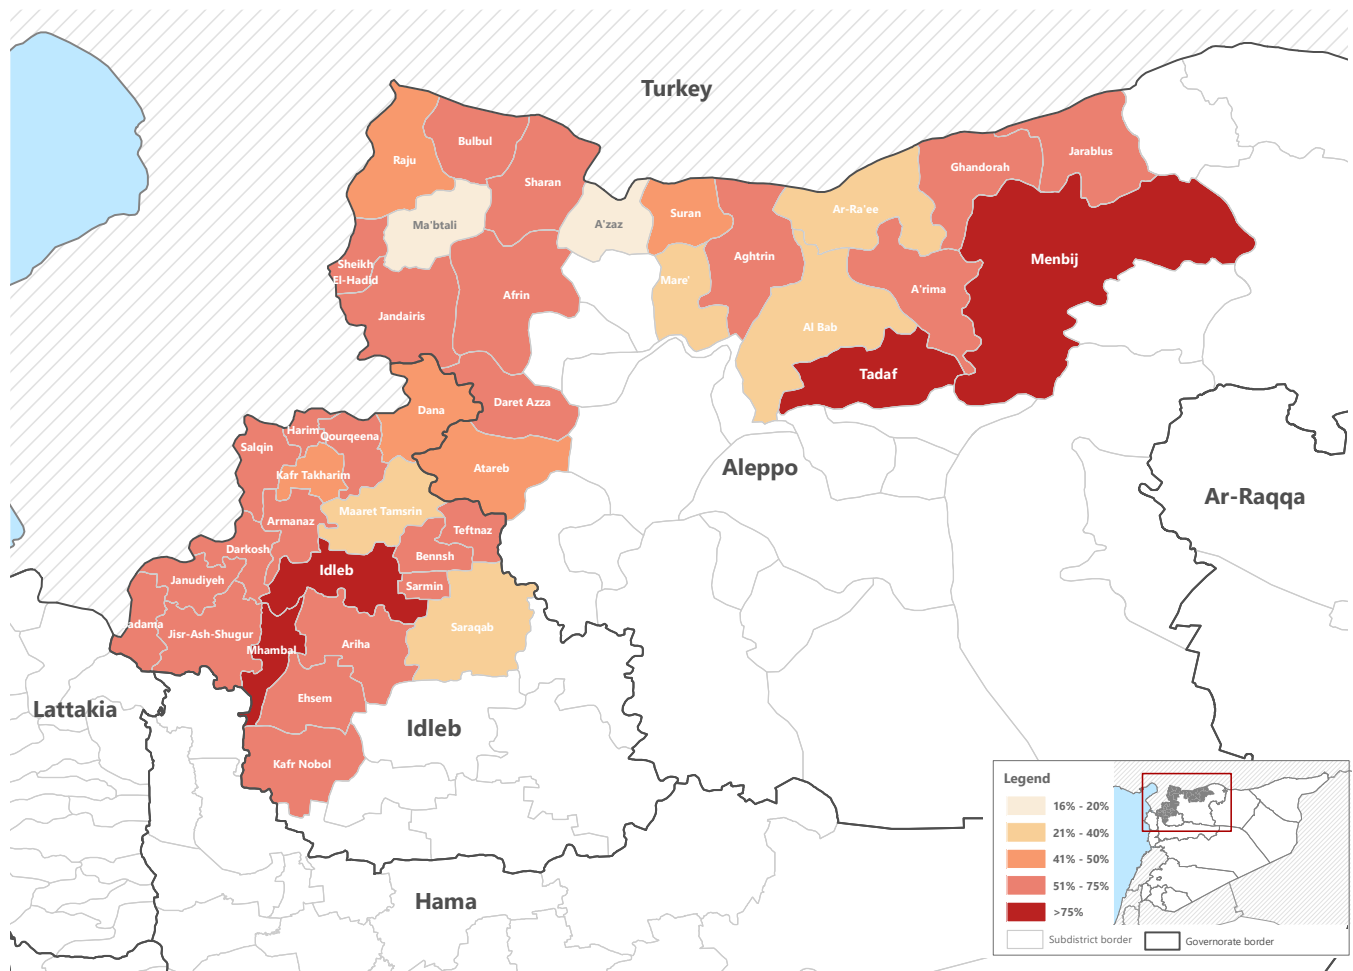 Turkey
Bulbul
Raju
Jarablus
Ghandorah
Sharan
Ma'btali
A'zaz
Suran
Ar-Ra'ee
Aghtrin
Menbij
Sheikh
El-Hadid
Mare'
Afrin
A'rima
Jandairis
Al Bab
Tadaf
Dana
Daret Azza
Harim
Qourqeena
Salqin
Kafr Takharim
Atareb
Aleppo
Ar-Raqqa
Maaret Tamsrin
Armanaz
Teftnaz
Darkosh
Bennsh
Idleb
Janudiyeh
Sarmin
adama
Jisr-Ash-Shugur
Saraqab
Mhambal
Ariha
Ehsem
Lattakia
Idleb
Kafr Nobol
Hama
Legend
16% - 20%
21% - 40%
41% - 50%
51% - 75%
>75%
Subdistrict border
Governorate border